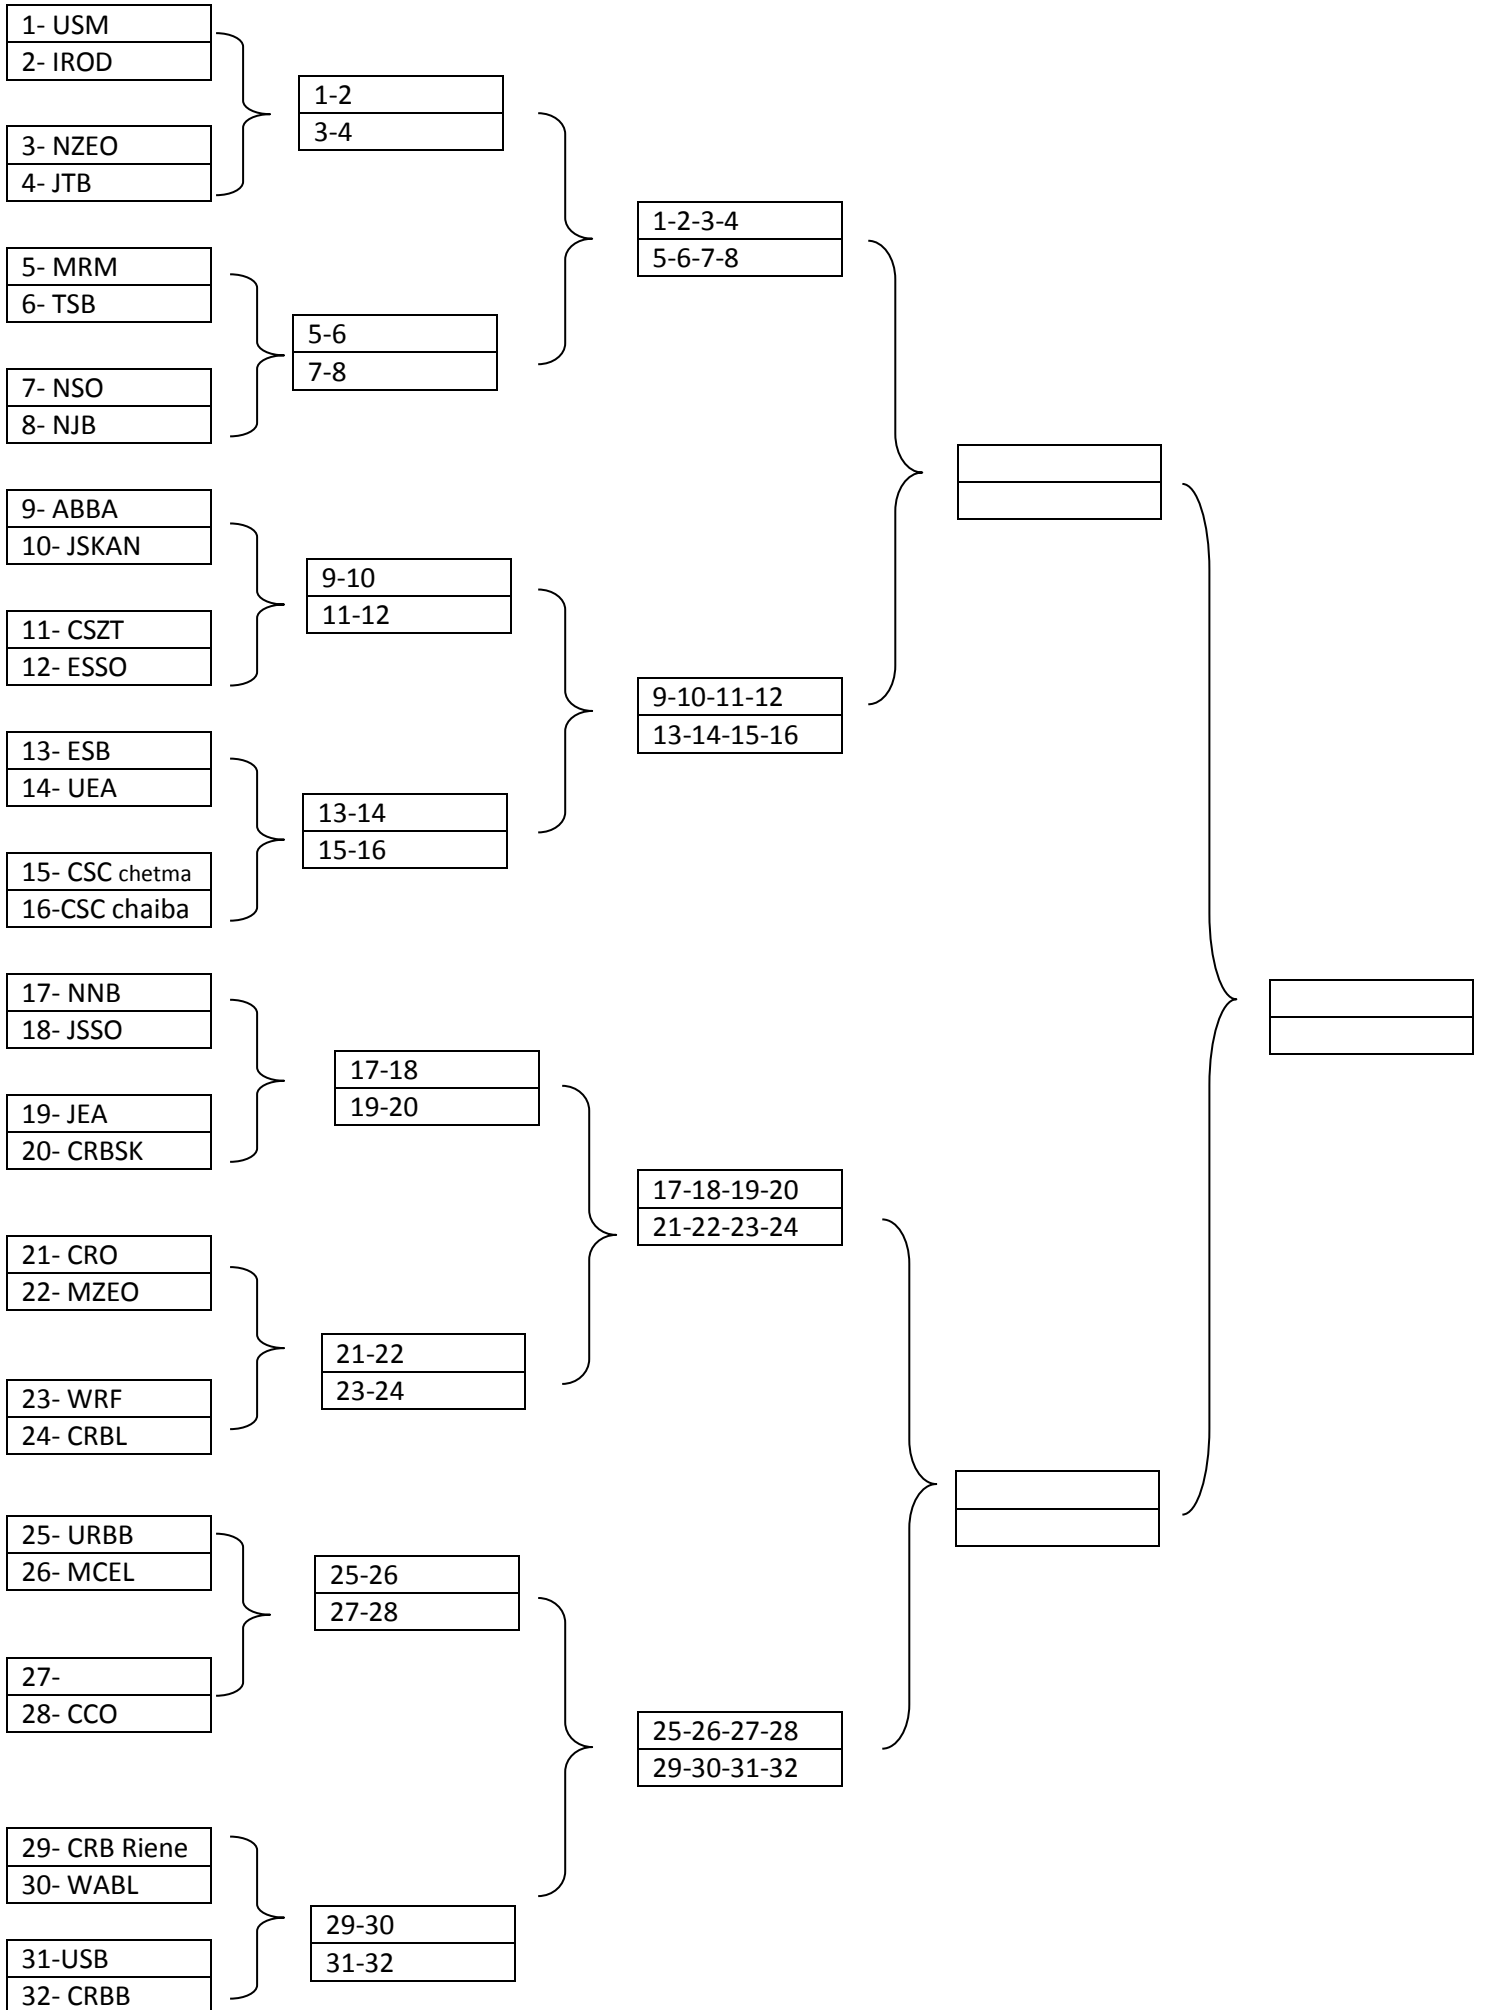 1- USM
2- IROD
3- NZEO
4- JTB
5- MRM
6- TSB
7- NSO
8- NJB
9- ABBA
10- JSKAN
11- CSZT
12- ESSO
13- ESB
14- UEA
15- CSC chetma
16-CSC chaiba
17- NNB
18- JSSO
19- JEA
20- CRBSK
21- CRO
22- MZEO
23- WRF
24- CRBL
25- URBB
26- MCEL
27-
28- CCO
29- CRB Riene
30- WABL
31-USB
32- CRBB
1-2
3-4
5-6
7-8
9-10
11-12
13-14
15-16
17-18
19-20
21-22
23-24
25-26
27-28
29-30
31-32
1-2-3-4
5-6-7-8
9-10-11-12
13-14-15-16
17-18-19-20
21-22-23-24
25-26-27-28
29-30-31-32